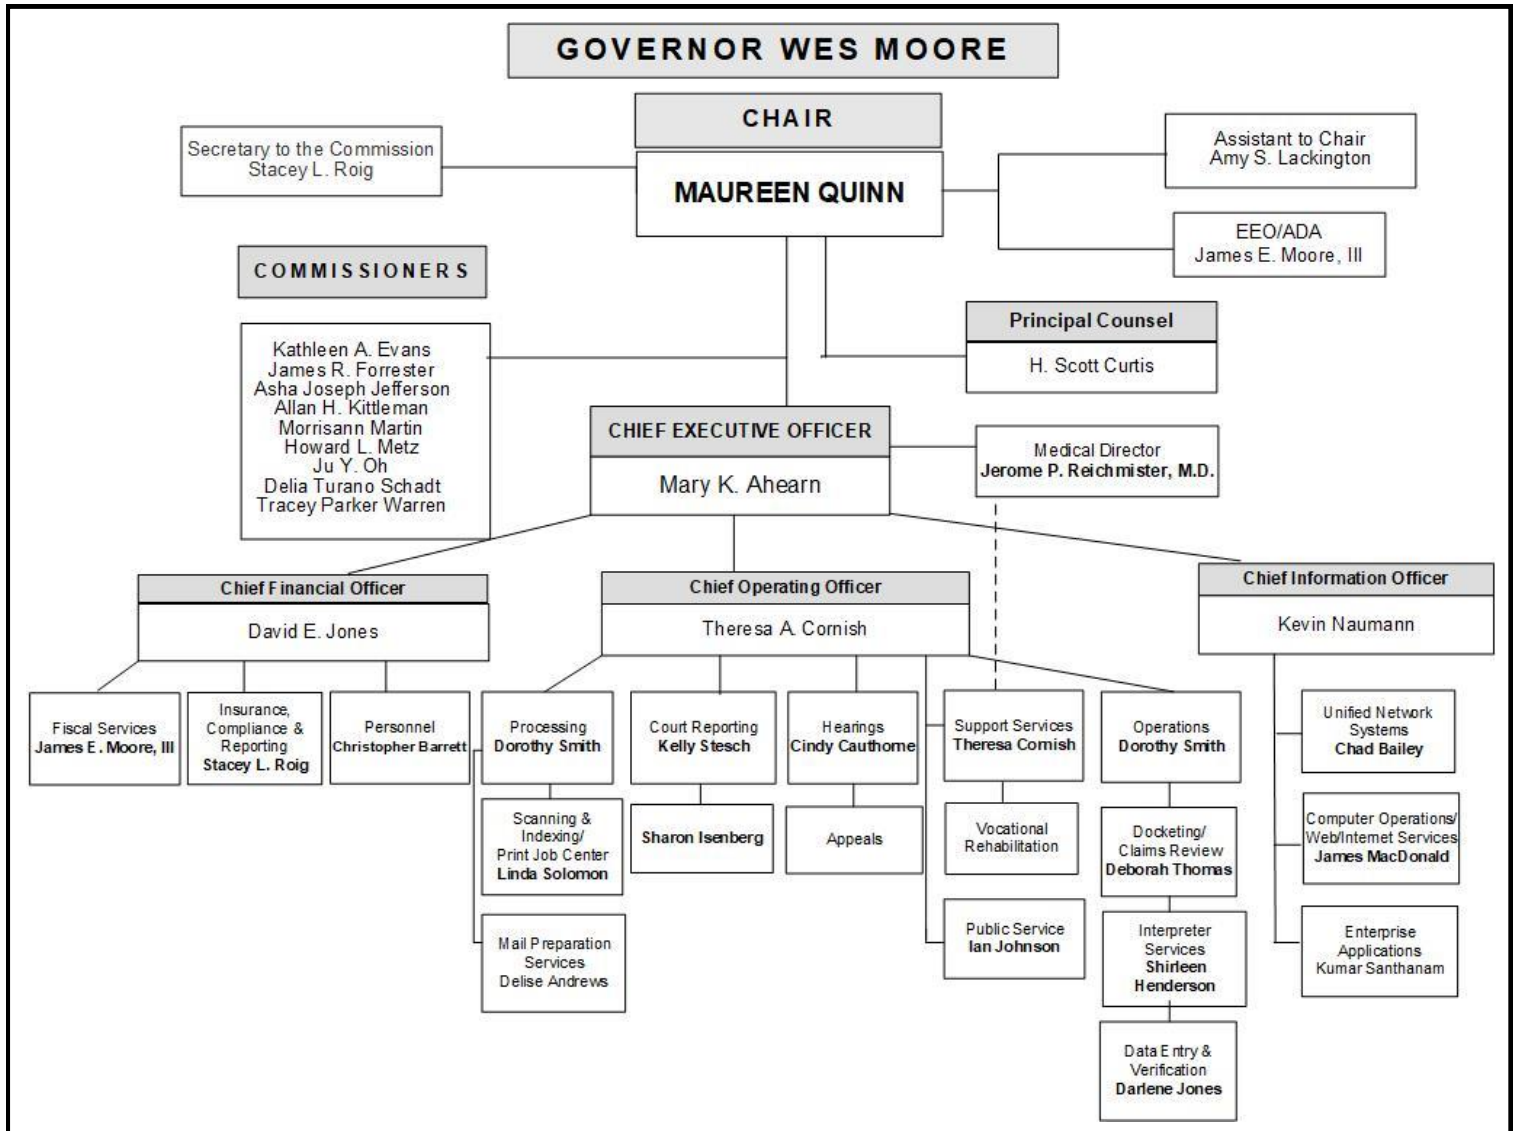 GOVERNOR WES MOORE
CHAIR
MAUREEN QUINN
Secretary to the Commission
Stacey L. Roig
Assistant to Chair
Amy S. Lackington
EEO/ADA
James E. Moore, III
COMMISSIONERS
Kathleen A. Evans
James R. Forrester
Asha Joseph Jefferson
Allan H. Kittleman
Morrisann Martin
Howard L. Metz
Ju Y. Oh
Delia Turano Schadt
Tracey Parker Warren
Principal Counsel
H. Scott Curtis
CHIEF EXECUTIVE OFFICER
Mary K. Ahearn
Medical Director
Jerome P. Reichmister, M.D.
Chief Financial Officer
David E. Jones
Chief Operating Officer
Theresa A. Cornish
Chief Information Officer
Kevin Naumann
Fiscal Services
James E. Moore, III
Insurance,
Compliance &
Reporting
Stacey L. Roig
Personnel
Christopher Barrett
Processing
Dorothy Smith
Court Reporting
Kelly Stesch
Hearings
Cindy Cauthorne
Support Services
Theresa Cornish
Operations
Dorothy Smith
Unified Network
Systems
Chad Bailey
Scanning &
Indexing/
Print Job Center
Linda Solomon
Sharon Isenberg
Appeals
Vocational
Rehabilitation
Docketing/
Claims Review
Deborah Thomas
Computer Operations/
Web/Internet Services
James MacDonald
Mail Preparation
Services
Delise Andrews
Public Service
Ian Johnson
Interpreter
Services
Shirleen
Henderson
Enterprise
Applications
Kumar Santhanam
Data Entry &
Verification
Darlene Jones